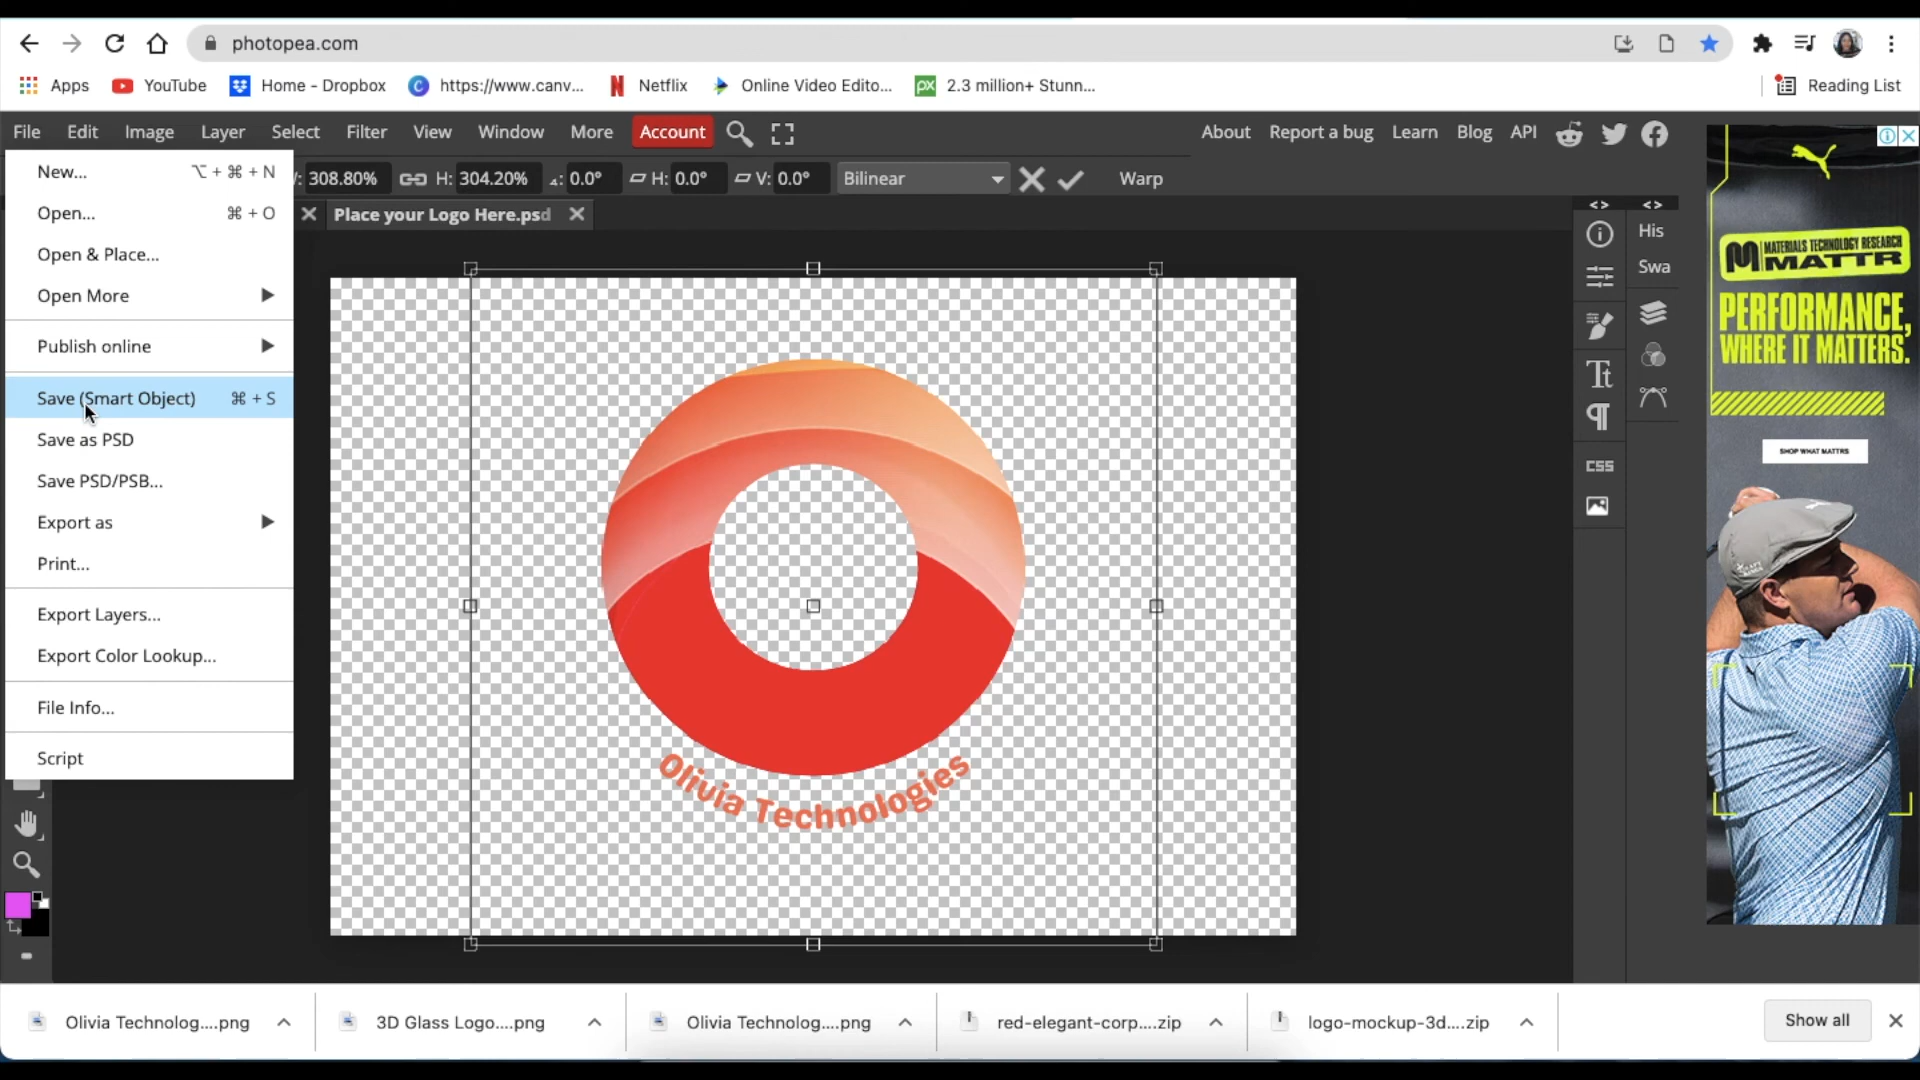 photopea.com
Apps
YouTube
Home - Dropbox
https://www.canv...
Netflix
Online Video Edito...
2.3 million+ Stunn...
Reading List
File Edit Image Layer Select Filter View Window More Account
About Report a bug Learn Blog API
308.80% H: 304.20% 0.0° H: 0.0° V: 0.0° Bilinear Warp
Place your Logo Here.psd
New... ⌥ + ⌘ + N
Open... ⌘ + O
Open & Place...
Open More
Publish online
Save (Smart Object) ⌘ + S
Save as PSD
Save PSD/PSB...
Export as
Print...
Export Layers...
Export Color Lookup...
File Info...
Script
Olivia Technologies
His
Swa
CSS
MATERIALS TECHNOLOGY RESEARCH
MATTR
PERFORMANCE,
WHERE IT MATTERS.
SHOP WHAT MATTRS
Olivia Technolog....png
3D Glass Logo....png
Olivia Technolog....png
red-elegant-corp....zip
logo-mockup-3d....zip
Show all